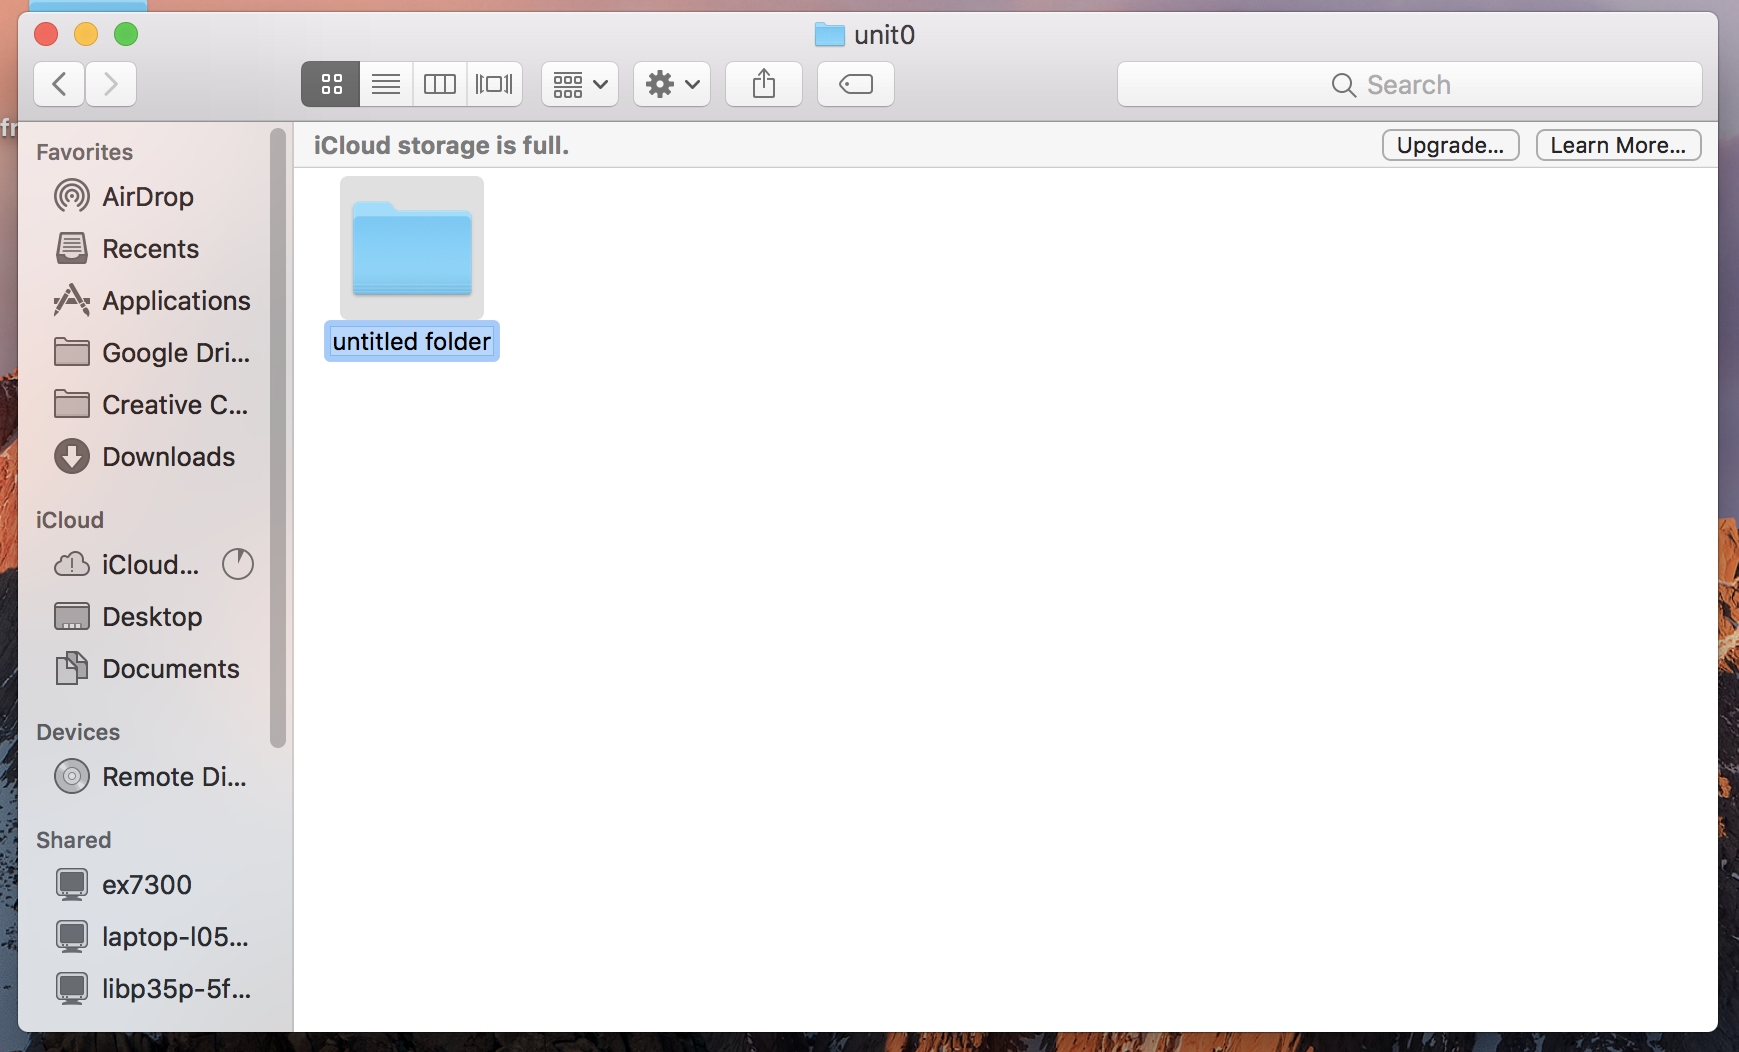 unit0
Search
fr
Favorites
AirDrop
Recents
Applications
Google Dri...
Creative C...
Downloads
iCloud
iCloud...
Desktop
Documents
Devices
Remote Di...
Shared
ex7300
laptop-l05...
libp35p-5f...
iCloud storage is full.
Upgrade...
Learn More...
untitled folder